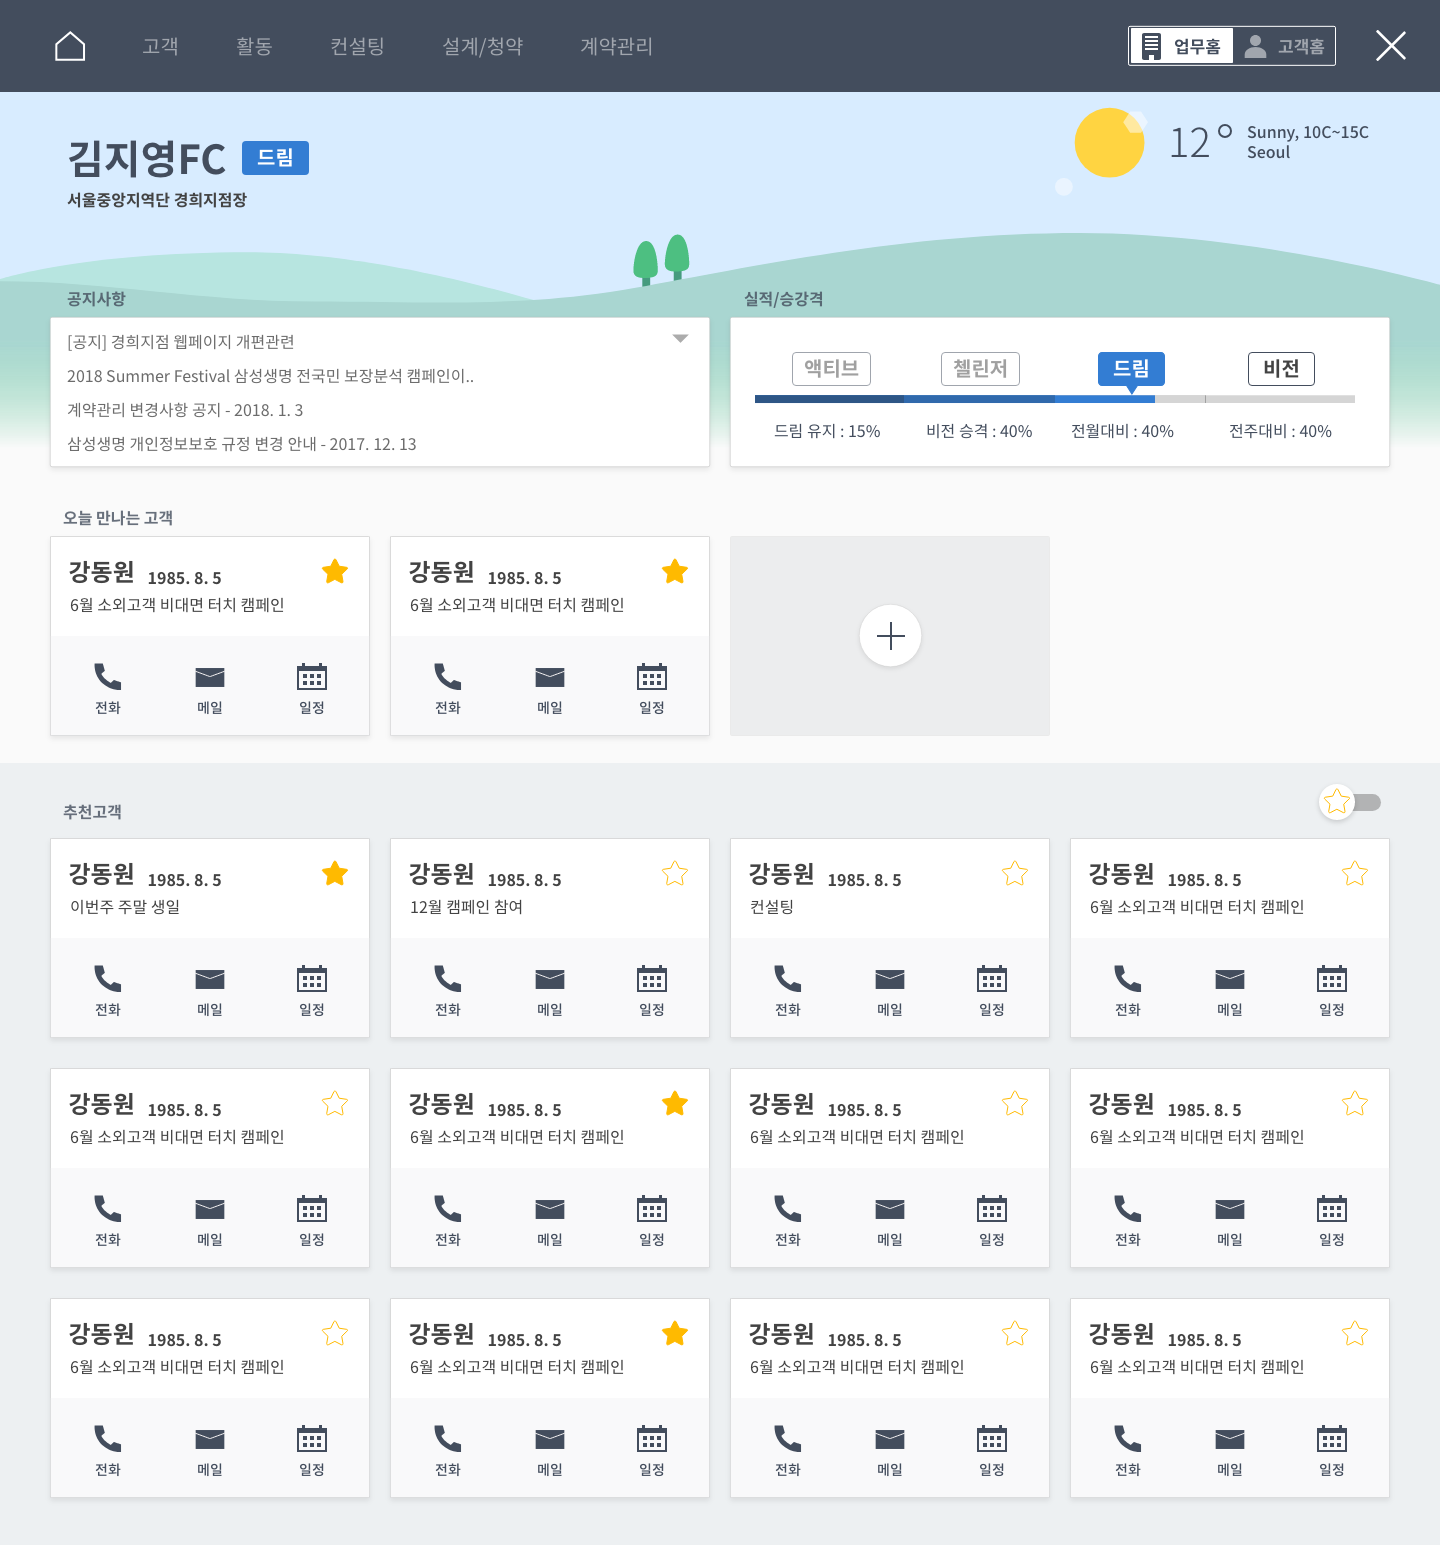 고객 활동 컨설팅 설계/청약 계약관리 업무홈 고객홈
김지영FC 드림
서울중앙지역단 경희지점장
12° Sunny, 10C~15C
Seoul
공지사항
[공지] 경희지점 웹페이지 개편관련
2018 Summer Festival 삼성생명 전국민 보장분석 캠페인이..
계약관리 변경사항 공지 - 2018. 1. 3
삼성생명 개인정보보호 규정 변경 안내 - 2017. 12. 13
실적/승강격
액티브 첼린저 드림 비전
드림 유지 : 15% 비전 승격 : 40% 전월대비 : 40% 전주대비 : 40%
오늘 만나는 고객
강동원 1985. 8. 5
6월 소외고객 비대면 터치 캠페인
전화 메일 일정
강동원 1985. 8. 5
6월 소외고객 비대면 터치 캠페인
전화 메일 일정
추천고객
강동원 1985. 8. 5
이번주 주말 생일
전화 메일 일정
강동원 1985. 8. 5
12월 캠페인 참여
전화 메일 일정
강동원 1985. 8. 5
컨설팅
전화 메일 일정
강동원 1985. 8. 5
6월 소외고객 비대면 터치 캠페인
전화 메일 일정
강동원 1985. 8. 5
6월 소외고객 비대면 터치 캠페인
전화 메일 일정
강동원 1985. 8. 5
6월 소외고객 비대면 터치 캠페인
전화 메일 일정
강동원 1985. 8. 5
6월 소외고객 비대면 터치 캠페인
전화 메일 일정
강동원 1985. 8. 5
6월 소외고객 비대면 터치 캠페인
전화 메일 일정
강동원 1985. 8. 5
6월 소외고객 비대면 터치 캠페인
전화 메일 일정
강동원 1985. 8. 5
6월 소외고객 비대면 터치 캠페인
전화 메일 일정
강동원 1985. 8. 5
6월 소외고객 비대면 터치 캠페인
전화 메일 일정
강동원 1985. 8. 5
6월 소외고객 비대면 터치 캠페인
전화 메일 일정